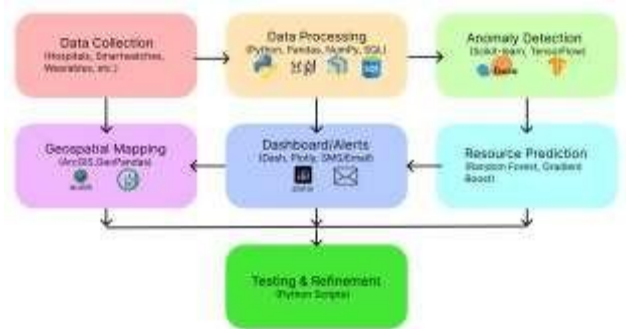 Data Collection
(Hospitals, Smartwatches,
Wearables, etc.)
Data Processing
(Python, Pandas, NumPy, SQL)
SQL
Anomaly Detection
(Scikit-learn, TensorFlow)
Geospatial Mapping
(ArcGIS,GeoPandas)
Dashboard/Alerts
(Dash, Plotly, SMS/Email)
Resource Prediction
(Random Forest, Gradient
Boost)
Testing & Refinement
(Python Scripts)